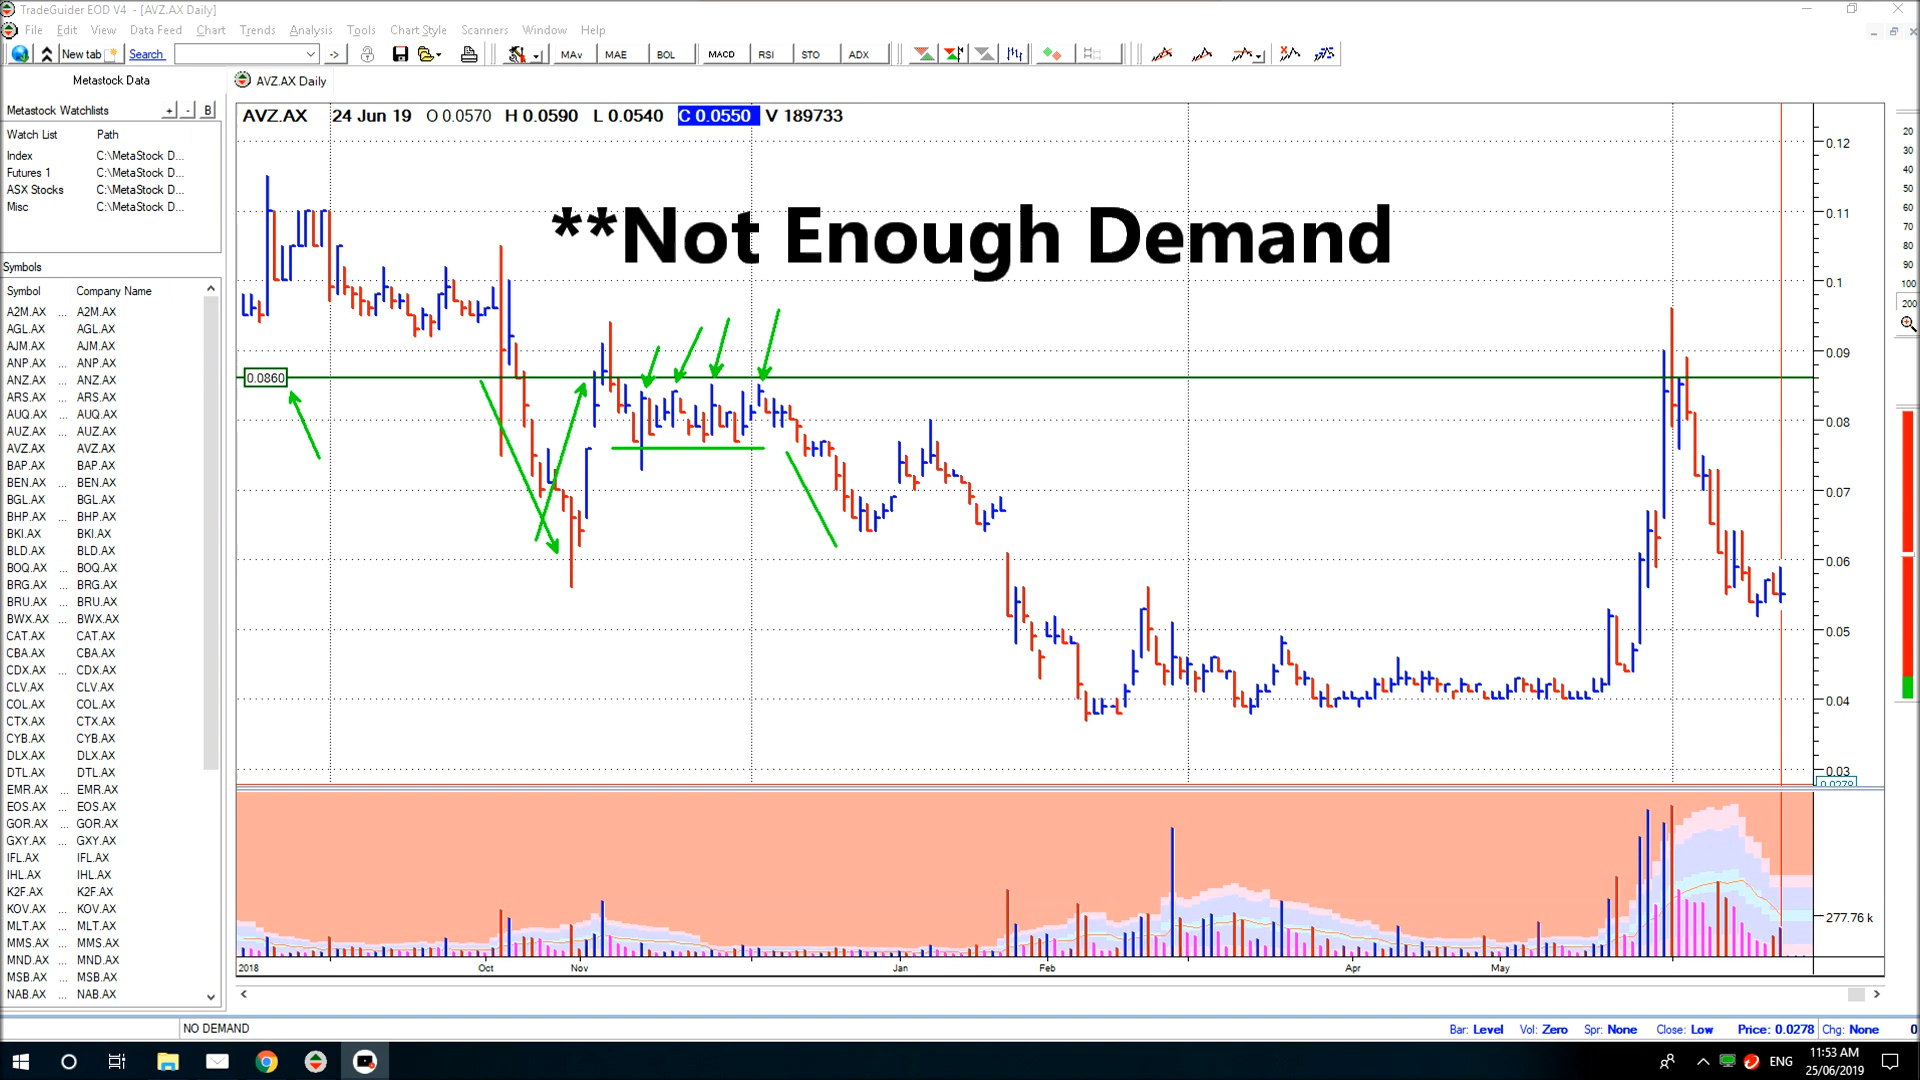 TradeGuider EOD V4 - [AVZ.AX Daily]
File Edit View Data Feed Chart Trends Analysis Tools Chart Style Scanners Window Help
New tab Search -> MAv MAE BOL MACD RSI STO ADX
Metastock Data
AVZ.AX Daily
Metastock Watchlists + - B
Watch List Path
Index C:\MetaStock D...
Futures 1 C:\MetaStock D...
ASX Stocks C:\MetaStock D...
Misc C:\MetaStock D...
Symbols
Symbol Company Name
A2M.AX ... A2M.AX
AGL.AX AGL.AX
AJM.AX AJM.AX
ANP.AX ANP.AX
ANZ.AX ... ANZ.AX
ARS.AX ... ARS.AX
AUQ.AX ... AUQ.AX
AUZ.AX ... AUZ.AX
AVZ.AX AVZ.AX
BAP.AX ... BAP.AX
BEN.AX ... BEN.AX
BGL.AX BGL.AX
BHP.AX ... BHP.AX
BKI.AX BKI.AX
BLD.AX ... BLD.AX
BOQ.AX ... BOQ.AX
BRG.AX ... BRG.AX
BRU.AX ... BRU.AX
BWX.AX ... BWX.AX
CAT.AX CAT.AX
CBA.AX CBA.AX
CDX.AX ... CDX.AX
CLV.AX CLV.AX
COL.AX COL.AX
CTX.AX CTX.AX
CYB.AX CYB.AX
DLX.AX DLX.AX
DTL.AX DTL.AX
EMR.AX ... EMR.AX
EOS.AX ... EOS.AX
GOR.AX ... GOR.AX
GXY.AX ... GXY.AX
IFL.AX IFL.AX
IHL.AX IHL.AX
K2F.AX K2F.AX
KOV.AX ... KOV.AX
MLT.AX ... MLT.AX
MMS.AX ... MMS.AX
MND.AX ... MND.AX
MSB.AX ... MSB.AX
NAB.AX ... NAB.AX
AVZ.AX 24 Jun 19 O 0.0570 H 0.0590 L 0.0540 C 0.0550 V 189733
**Not Enough Demand
0.0860
0.12
0.11
0.1
0.09
0.08
0.07
0.06
0.05
0.04
0.03
0.0278
277.76 k
2018 Oct Nov Jan Feb Apr May
20
30
40
50
60
70
80
90
100
200
NO DEMAND
Bar: Level Vol: Zero Spr: None Close: Low Price: 0.0278 Chg: None 0
ENG
11:53 AM
25/06/2019